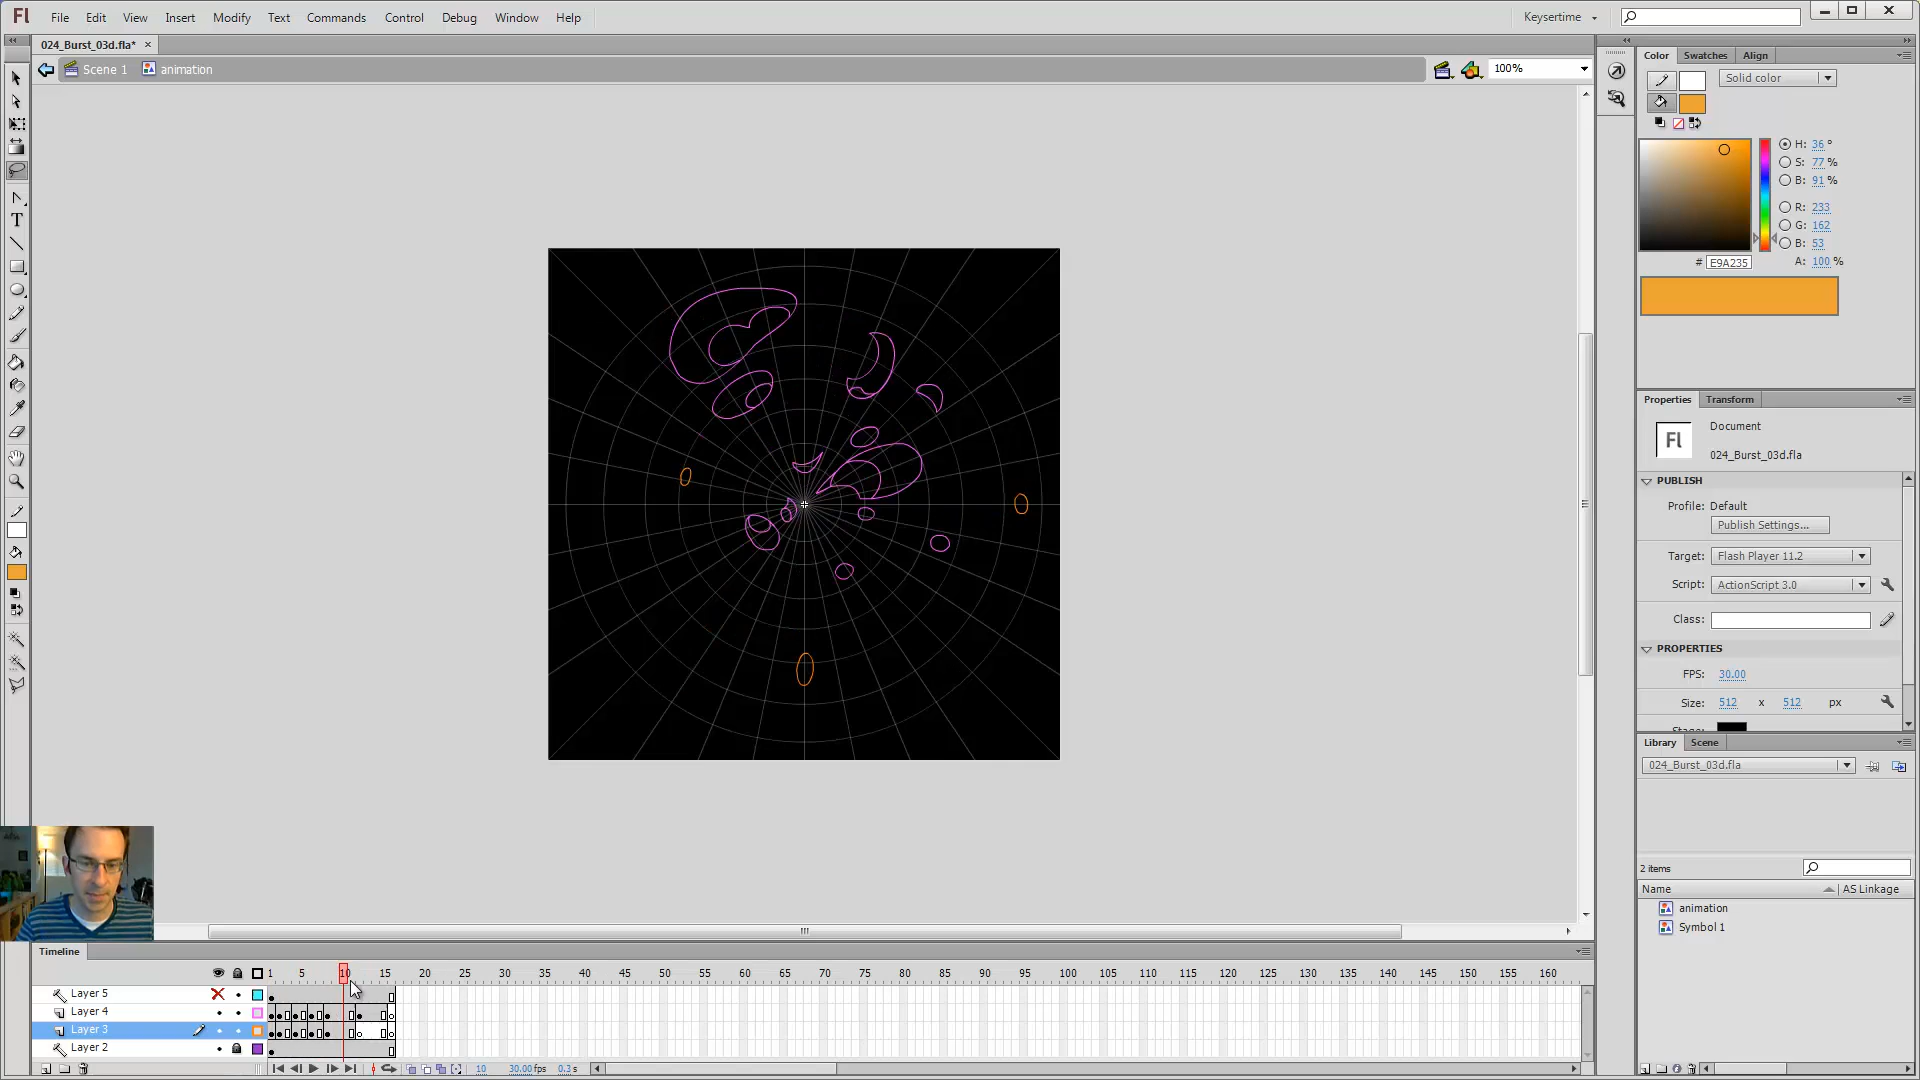 Fl File Edit View Insert Modify Text Commands Control Debug Window Help Keysertime
024_Burst_03d.fla* ×
Scene 1 animation 100%
Color Swatches Align
Solid color
H: 36 °
S: 77 %
B: 91 %
R: 233
G: 162
B: 53
# E9A235 A: 100 %
Properties Transform
Fl Document
024_Burst_03d.fla
PUBLISH
Profile: Default
Publish Settings...
Target: Flash Player 11.2
Script: ActionScript 3.0
Class:
PROPERTIES
FPS: 30.00
Size: 512 x 512 px
Library Scene
024_Burst_03d.fla
2 items
Name AS Linkage
animation
Symbol 1
Timeline
1 5 10 15 20 25 30 35 40 45 50 55 60 65 70 75 80 85 90 95 100 105 110 115 120 125 130 135 140 145 150 155 160
Layer 5
Layer 4
Layer 3
Layer 2
10 30.00fps 0.3s